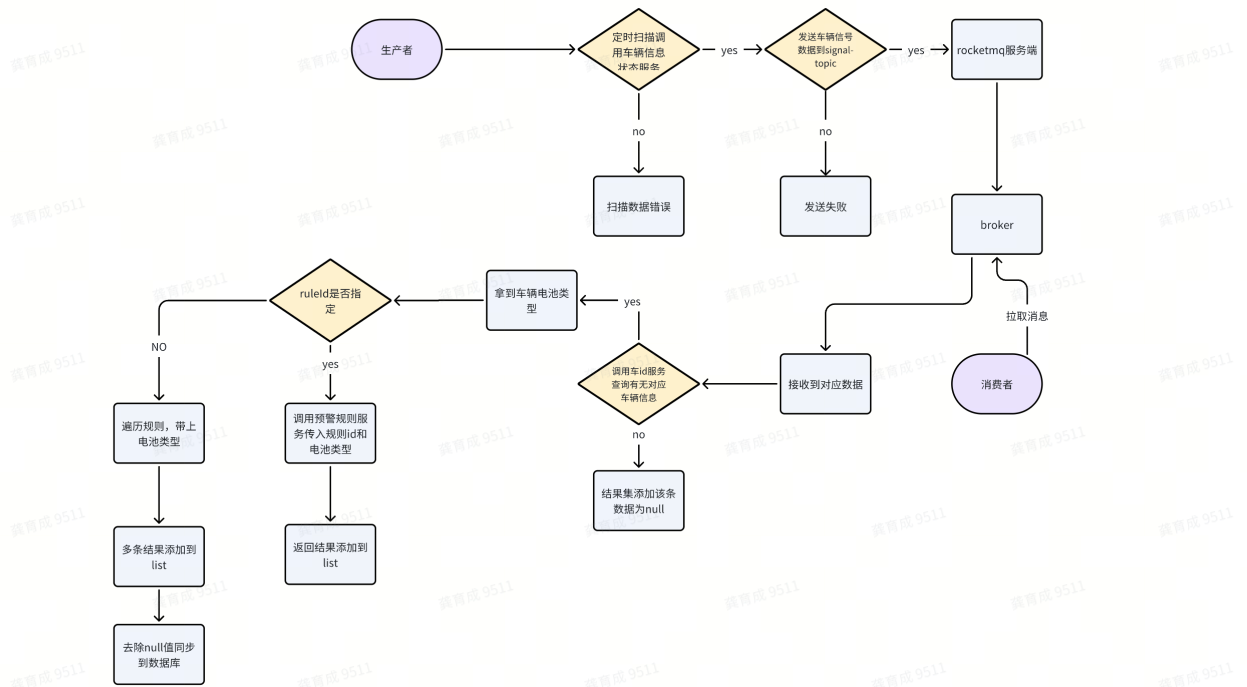 生产者
定时扫描调
用车辆信息
状态服务
yes
发送车辆信号
数据到signal-
topic
yes
rocketmq服务端
no
no
扫描数据错误
发送失败
broker
拉取消息
消费者
接收到对应数据
调用车id服务
查询有无对应
车辆信息
yes
拿到车辆电池类
型
no
结果集添加该条
数据为null
ruleId是否指
定
NO
yes
遍历规则，带上
电池类型
调用预警规则服
务传入规则id和
电池类型
多条结果添加到
list
返回结果添加到
list
去除null值同步
到数据库
龚育成 9511